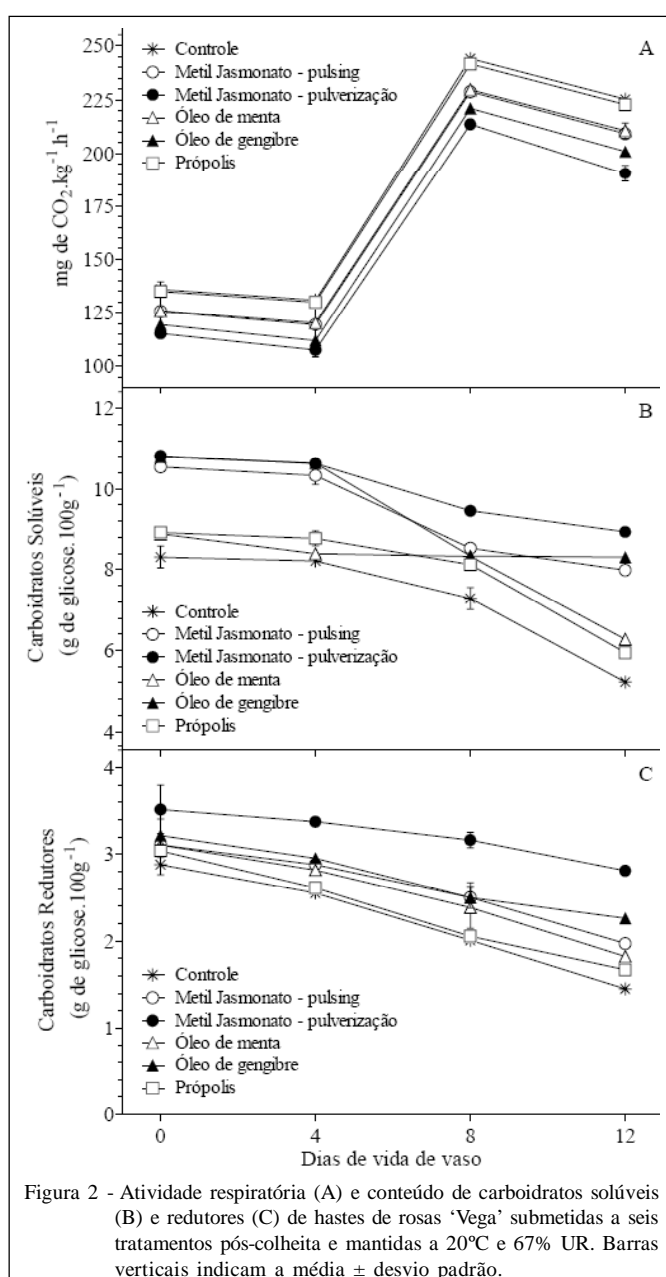 A
250
225
200
175
150
125
100
mg de CO₂.kg⁻¹.h⁻¹
Controle
Metil Jasmonato - pulsing
Metil Jasmonato - pulverização
Óleo de menta
Óleo de gengibre
Própolis
B
12
10
8
6
4
Carboidratos Solúveis
(g de glicose.100g⁻¹)
Controle
Metil Jasmonato - pulsing
Metil Jasmonato - pulverização
Óleo de menta
Óleo de gengibre
Própolis
C
4
3
2
1
0
Carboidratos Redutores
(g de glicose.100g⁻¹)
Controle
Metil Jasmonato - pulsing
Metil Jasmonato - pulverização
Óleo de menta
Óleo de gengibre
Própolis
0 4 8 12
Dias de vida de vaso
Figura 2 - Atividade respiratória (A) e conteúdo de carboidratos solúveis
(B) e redutores (C) de hastes de rosas ‘Vega’ submetidas a seis
tratamentos pós-colheita e mantidas a 20ºC e 67% UR. Barras
verticais indicam a média ± desvio padrão.